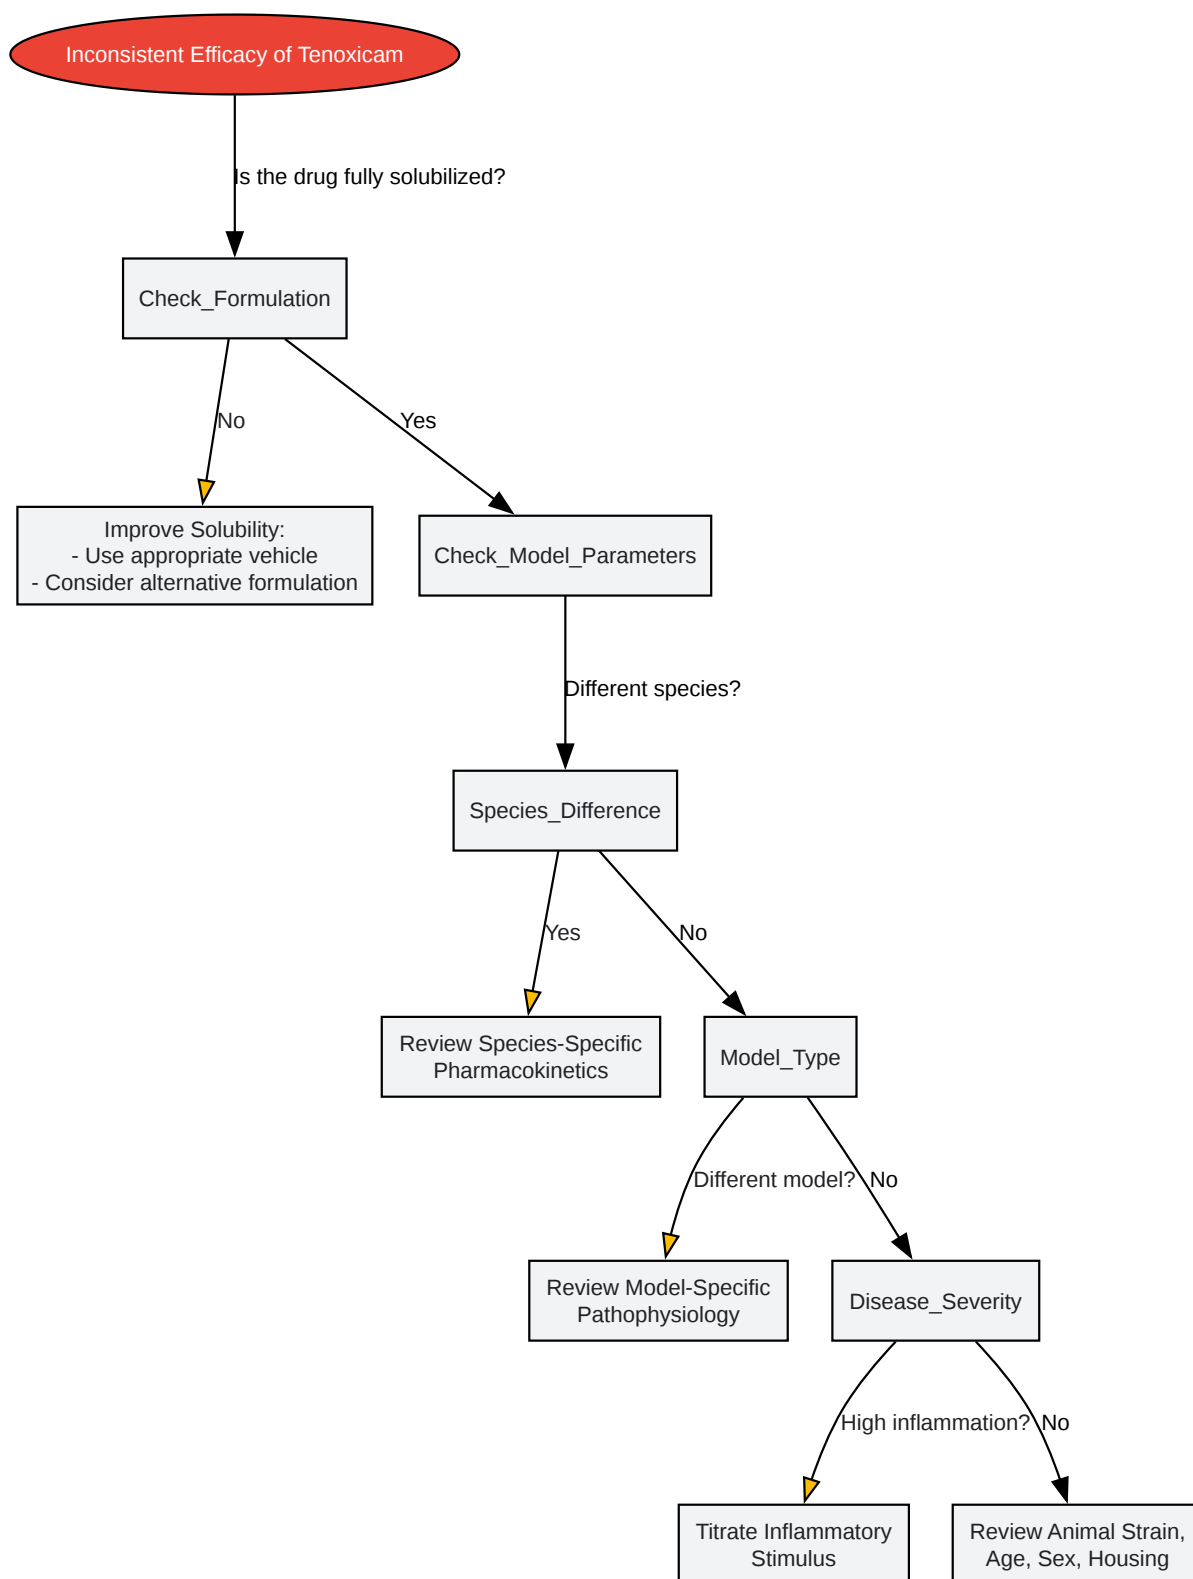 Inconsistent Efficacy of Tenoxicam
Is the drug fully solubilized?
Check_Formulation
No
Yes
Improve Solubility:
- Use appropriate vehicle
- Consider alternative formulation
Check_Model_Parameters
Different species?
Species_Difference
Yes
No
Review Species-Specific
Pharmacokinetics
Model_Type
Different model?
No
Review Model-Specific
Pathophysiology
Disease_Severity
High inflammation?
No
Titrate Inflammatory
Stimulus
Review Animal Strain,
Age, Sex, Housing